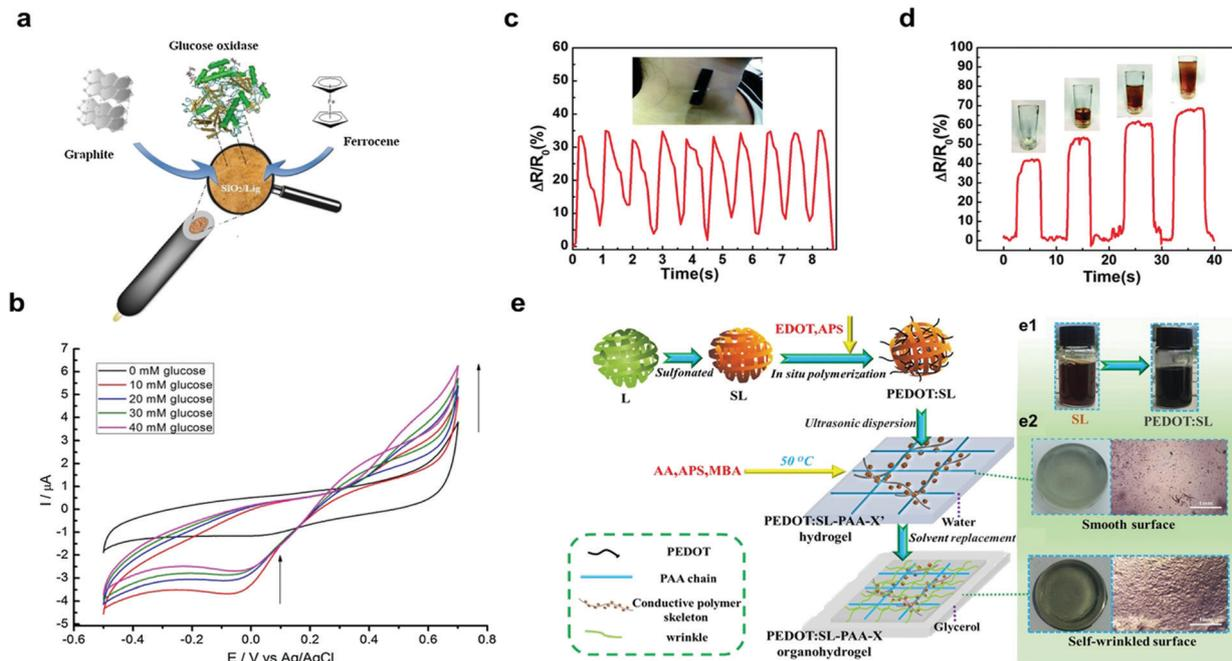 a
Glucose oxidase
Graphite
Ferrocene
SiO₂/Lig
b
I / μA
7
6
5
4
3
2
1
0
-1
-2
-3
-4
-5
0 mM glucose
10 mM glucose
20 mM glucose
30 mM glucose
40 mM glucose
-0.6 -0.4 -0.2 0.0 0.2 0.4 0.6 0.8
E / V vs Ag/AgCl
c
ΔR/R₀(%)
60
50
40
30
20
10
0
0 1 2 3 4 5 6 7 8
Time(s)
d
ΔR/R₀(%)
100
90
80
70
60
50
40
30
20
10
0
0 10 20 30 40
Time(s)
e
EDOT,APS
Sulfonated
In situ polymerization
L
SL
PEDOT:SL
Ultrasonic dispersion
AA,APS,MBA
50 °C
PEDOT:SL-PAA-X'
hydrogel
Water
Solvent replacement
PEDOT:SL-PAA-X
organohydrogel
Glycerol
PEDOT
PAA chain
Conductive polymer
skeleton
wrinkle
e1
SL
PEDOT:SL
e2
Smooth surface
Self-wrinkled surface